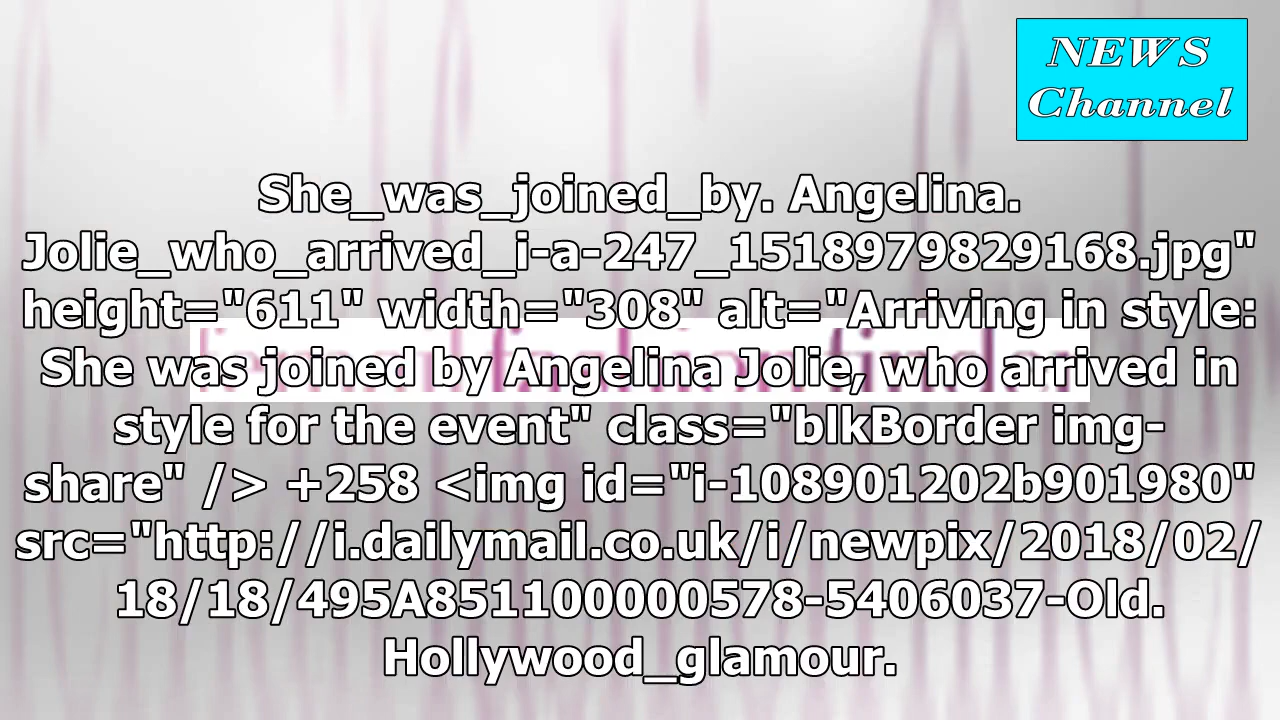 NEWS
Channel
She_was_joined_by. Angelina.
Jolie_who_arrived_i-a-247_1518979829168.jpg"
height="611" width="308" alt="Arriving in style:
She was joined by Angelina Jolie, who arrived in
style for the event" class="blkBorder img-
share" /> +258 <img id="i-108901202b901980"
src="http://i.dailymail.co.uk/i/newpix/2018/02/
18/18/495A851100000578-5406037-Old.
Hollywood_glamour.